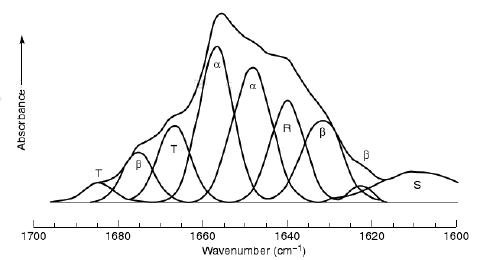 Absorbance
T
β
T
α
α
R
β
β
S
1700 1680 1660 1640 1620 1600
Wavenumber (cm⁻¹)